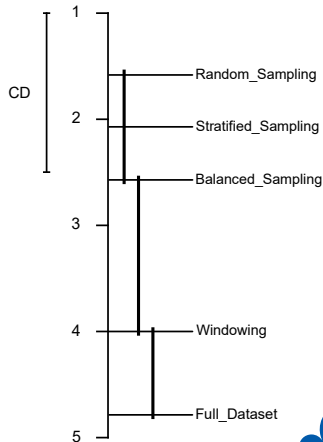 1
Random_Sampling
CD
2
Stratified_Sampling
Balanced_Sampling
3
4
Windowing
Full_Dataset
5